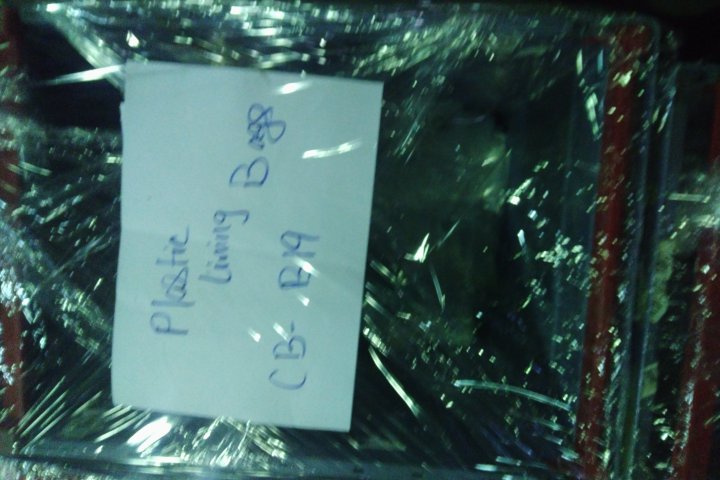 Plastic
Lining Bags
CB- B19